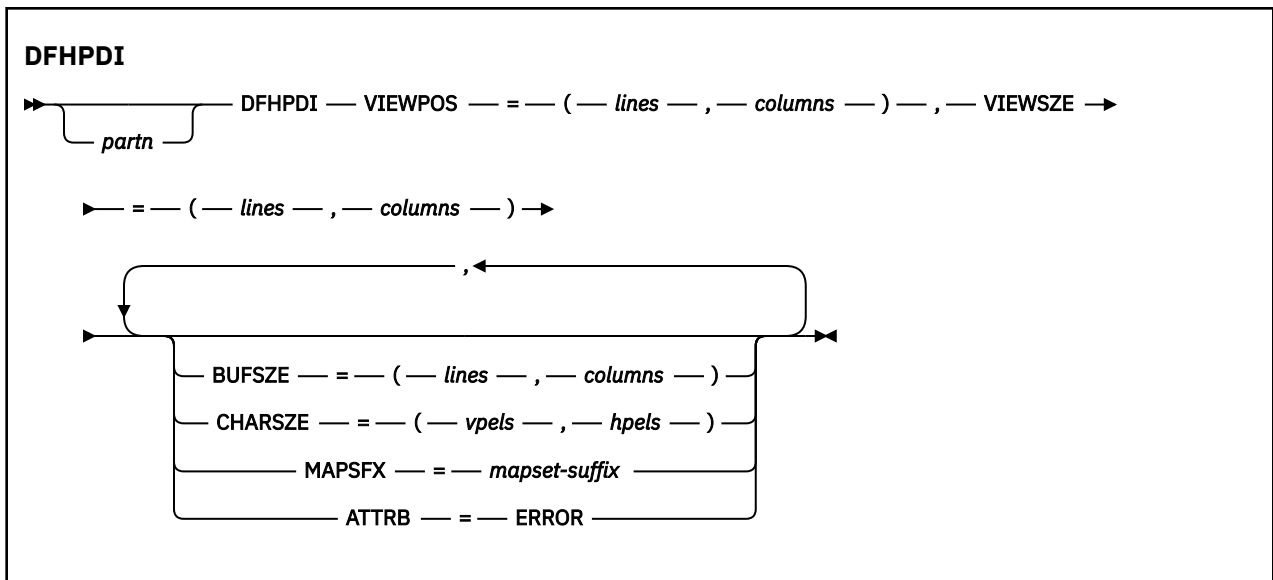 DFHPDI
DFHPDI VIEWPOS = ( lines , columns ) , VIEWSZE
partn
= ( lines , columns )
,
BUFSZE = ( lines , columns )
CHARSZE = ( vpels , hpels )
MAPSFX = mapset-suffix
ATTRB = ERROR